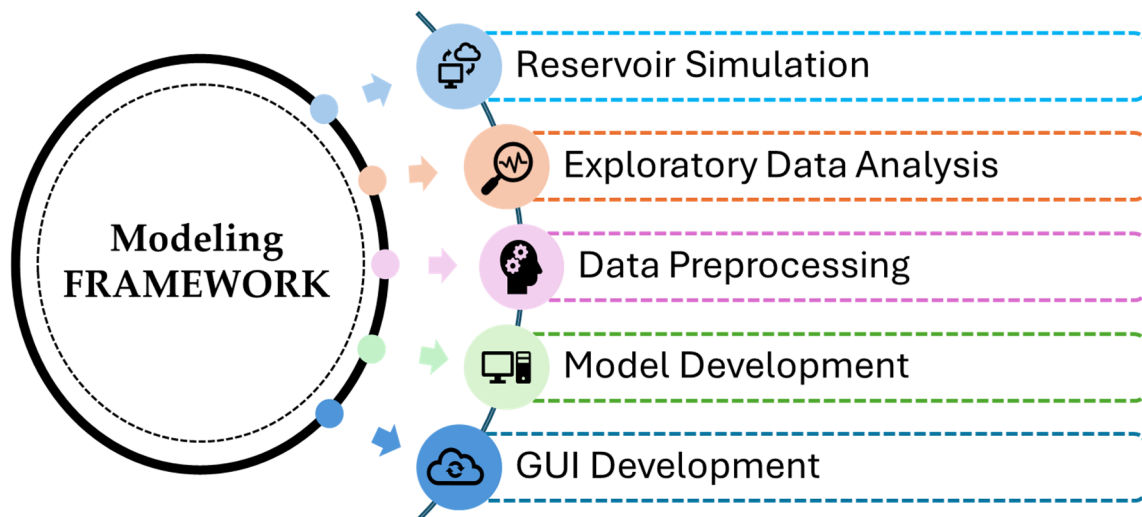 Modeling
FRAMEWORK
Reservoir Simulation
Exploratory Data Analysis
Data Preprocessing
Model Development
GUI Development